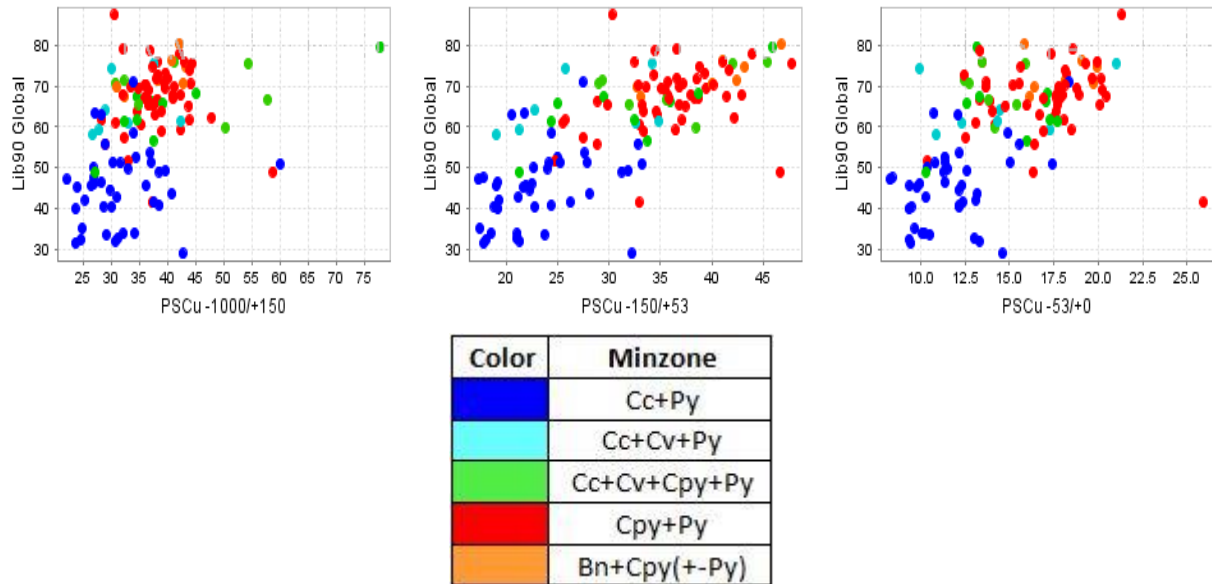 Lib90 Global
80
70
60
50
40
30
25 30 35 40 45 50 55 60 65 70 75
PSCu -1000/+150
Lib90 Global
80
70
60
50
40
30
20 25 30 35 40 45
PSCu -150/+53
Lib90 Global
80
70
60
50
40
30
10.0 12.5 15.0 17.5 20.0 22.5 25.0
PSCu -53/+0
Color Minzone
Cc+Py
Cc+Cv+Py
Cc+Cv+Cpy+Py
Cpy+Py
Bn+Cpy(+-Py)